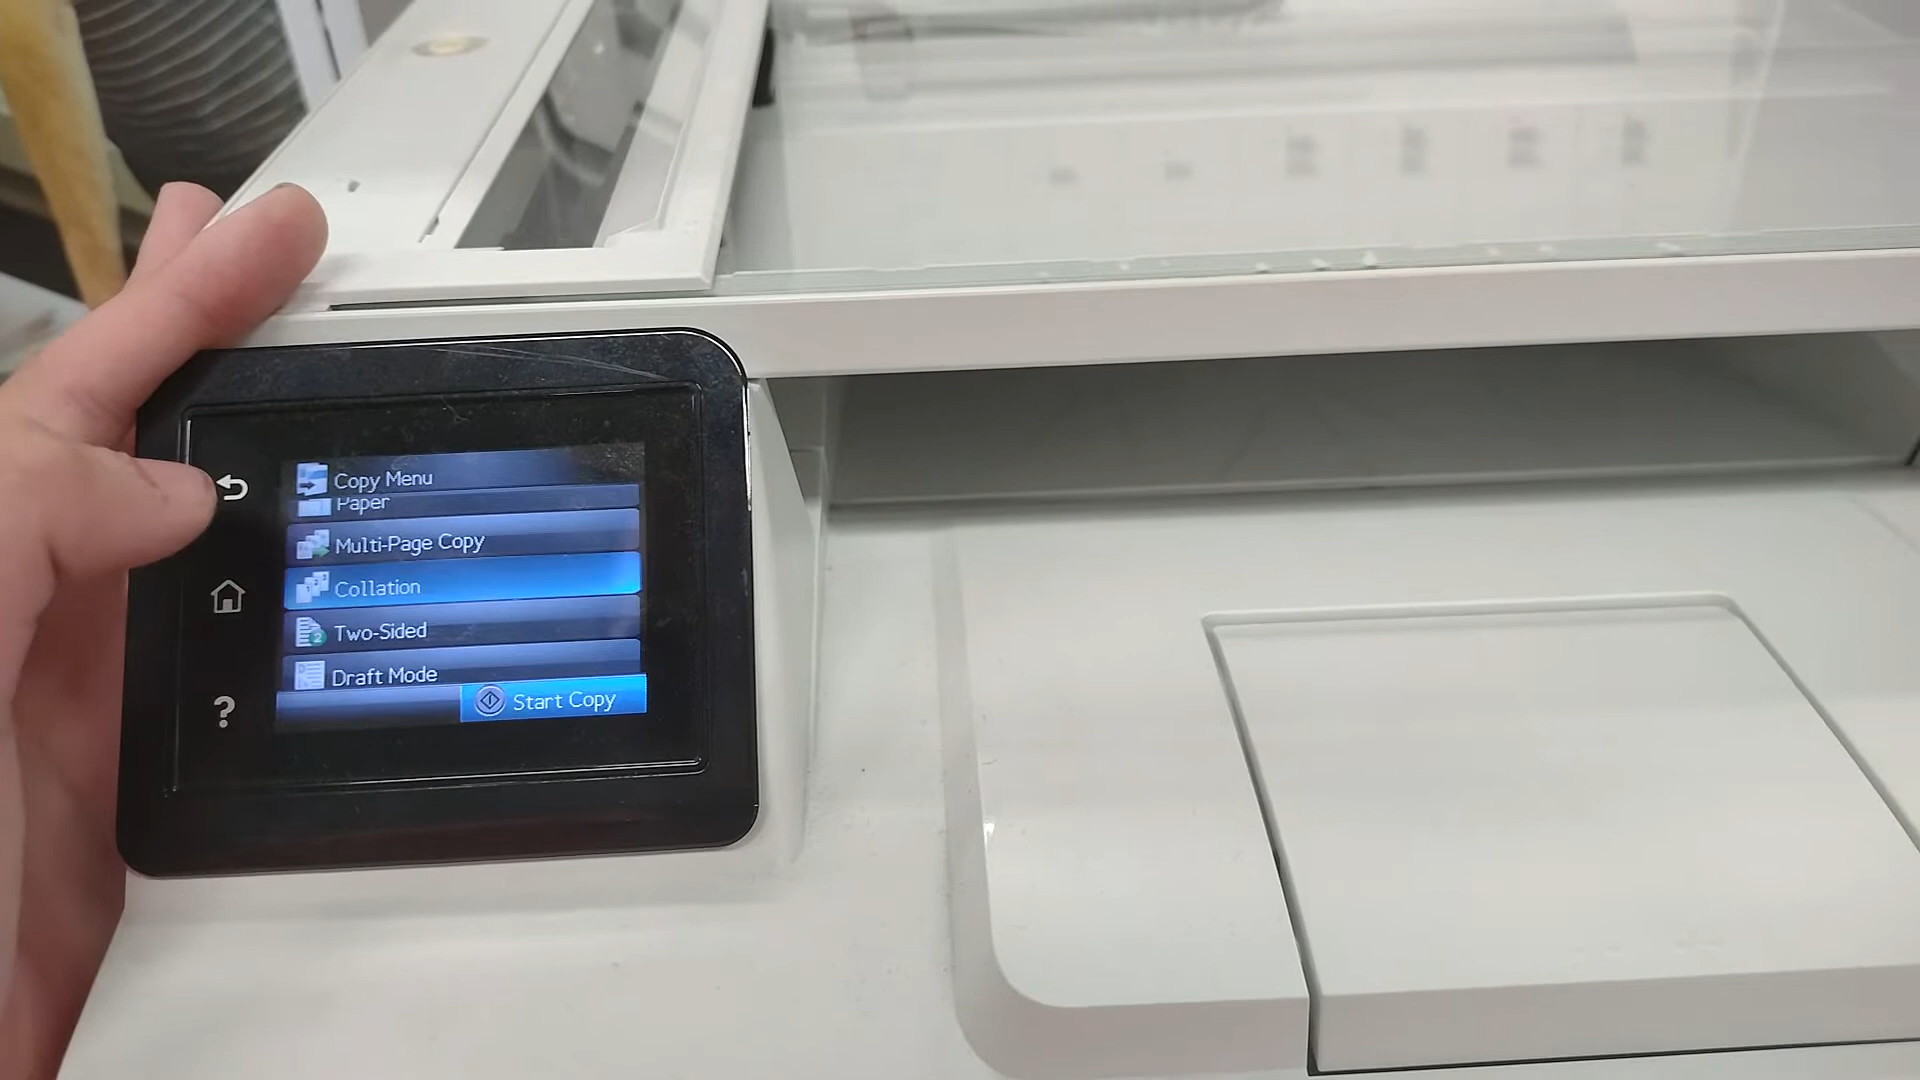 Copy Menu
Paper
Multi-Page Copy
Collation
Two-Sided
Draft Mode
Start Copy
?